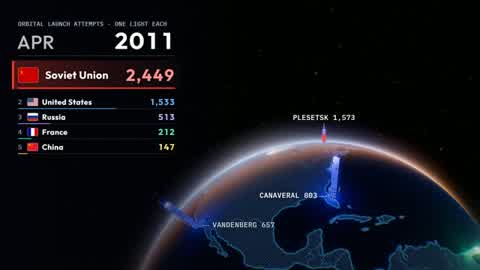 ORBITAL LAUNCH ATTEMPTS - ONE LIGHT EACH
APR 2011
Soviet Union 2,449
2 United States 1,533
3 Russia 513
4 France 212
5 China 147
PLESETSK 1,573
CANAVERAL 803
VANDENBERG 657